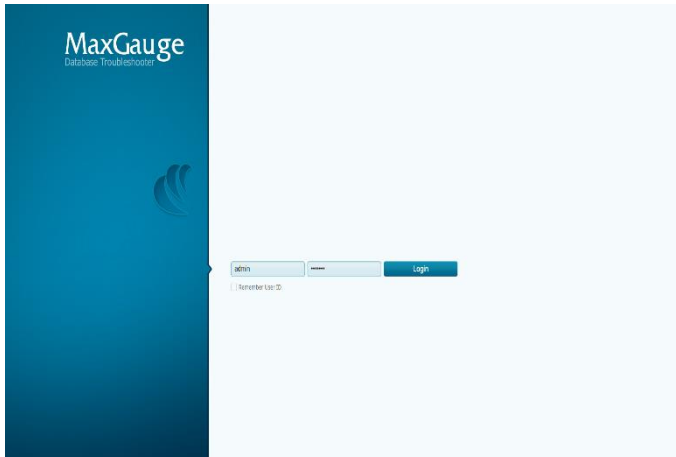 MaxGauge
Database Troubleshooter
admin
Login
Remember User ID